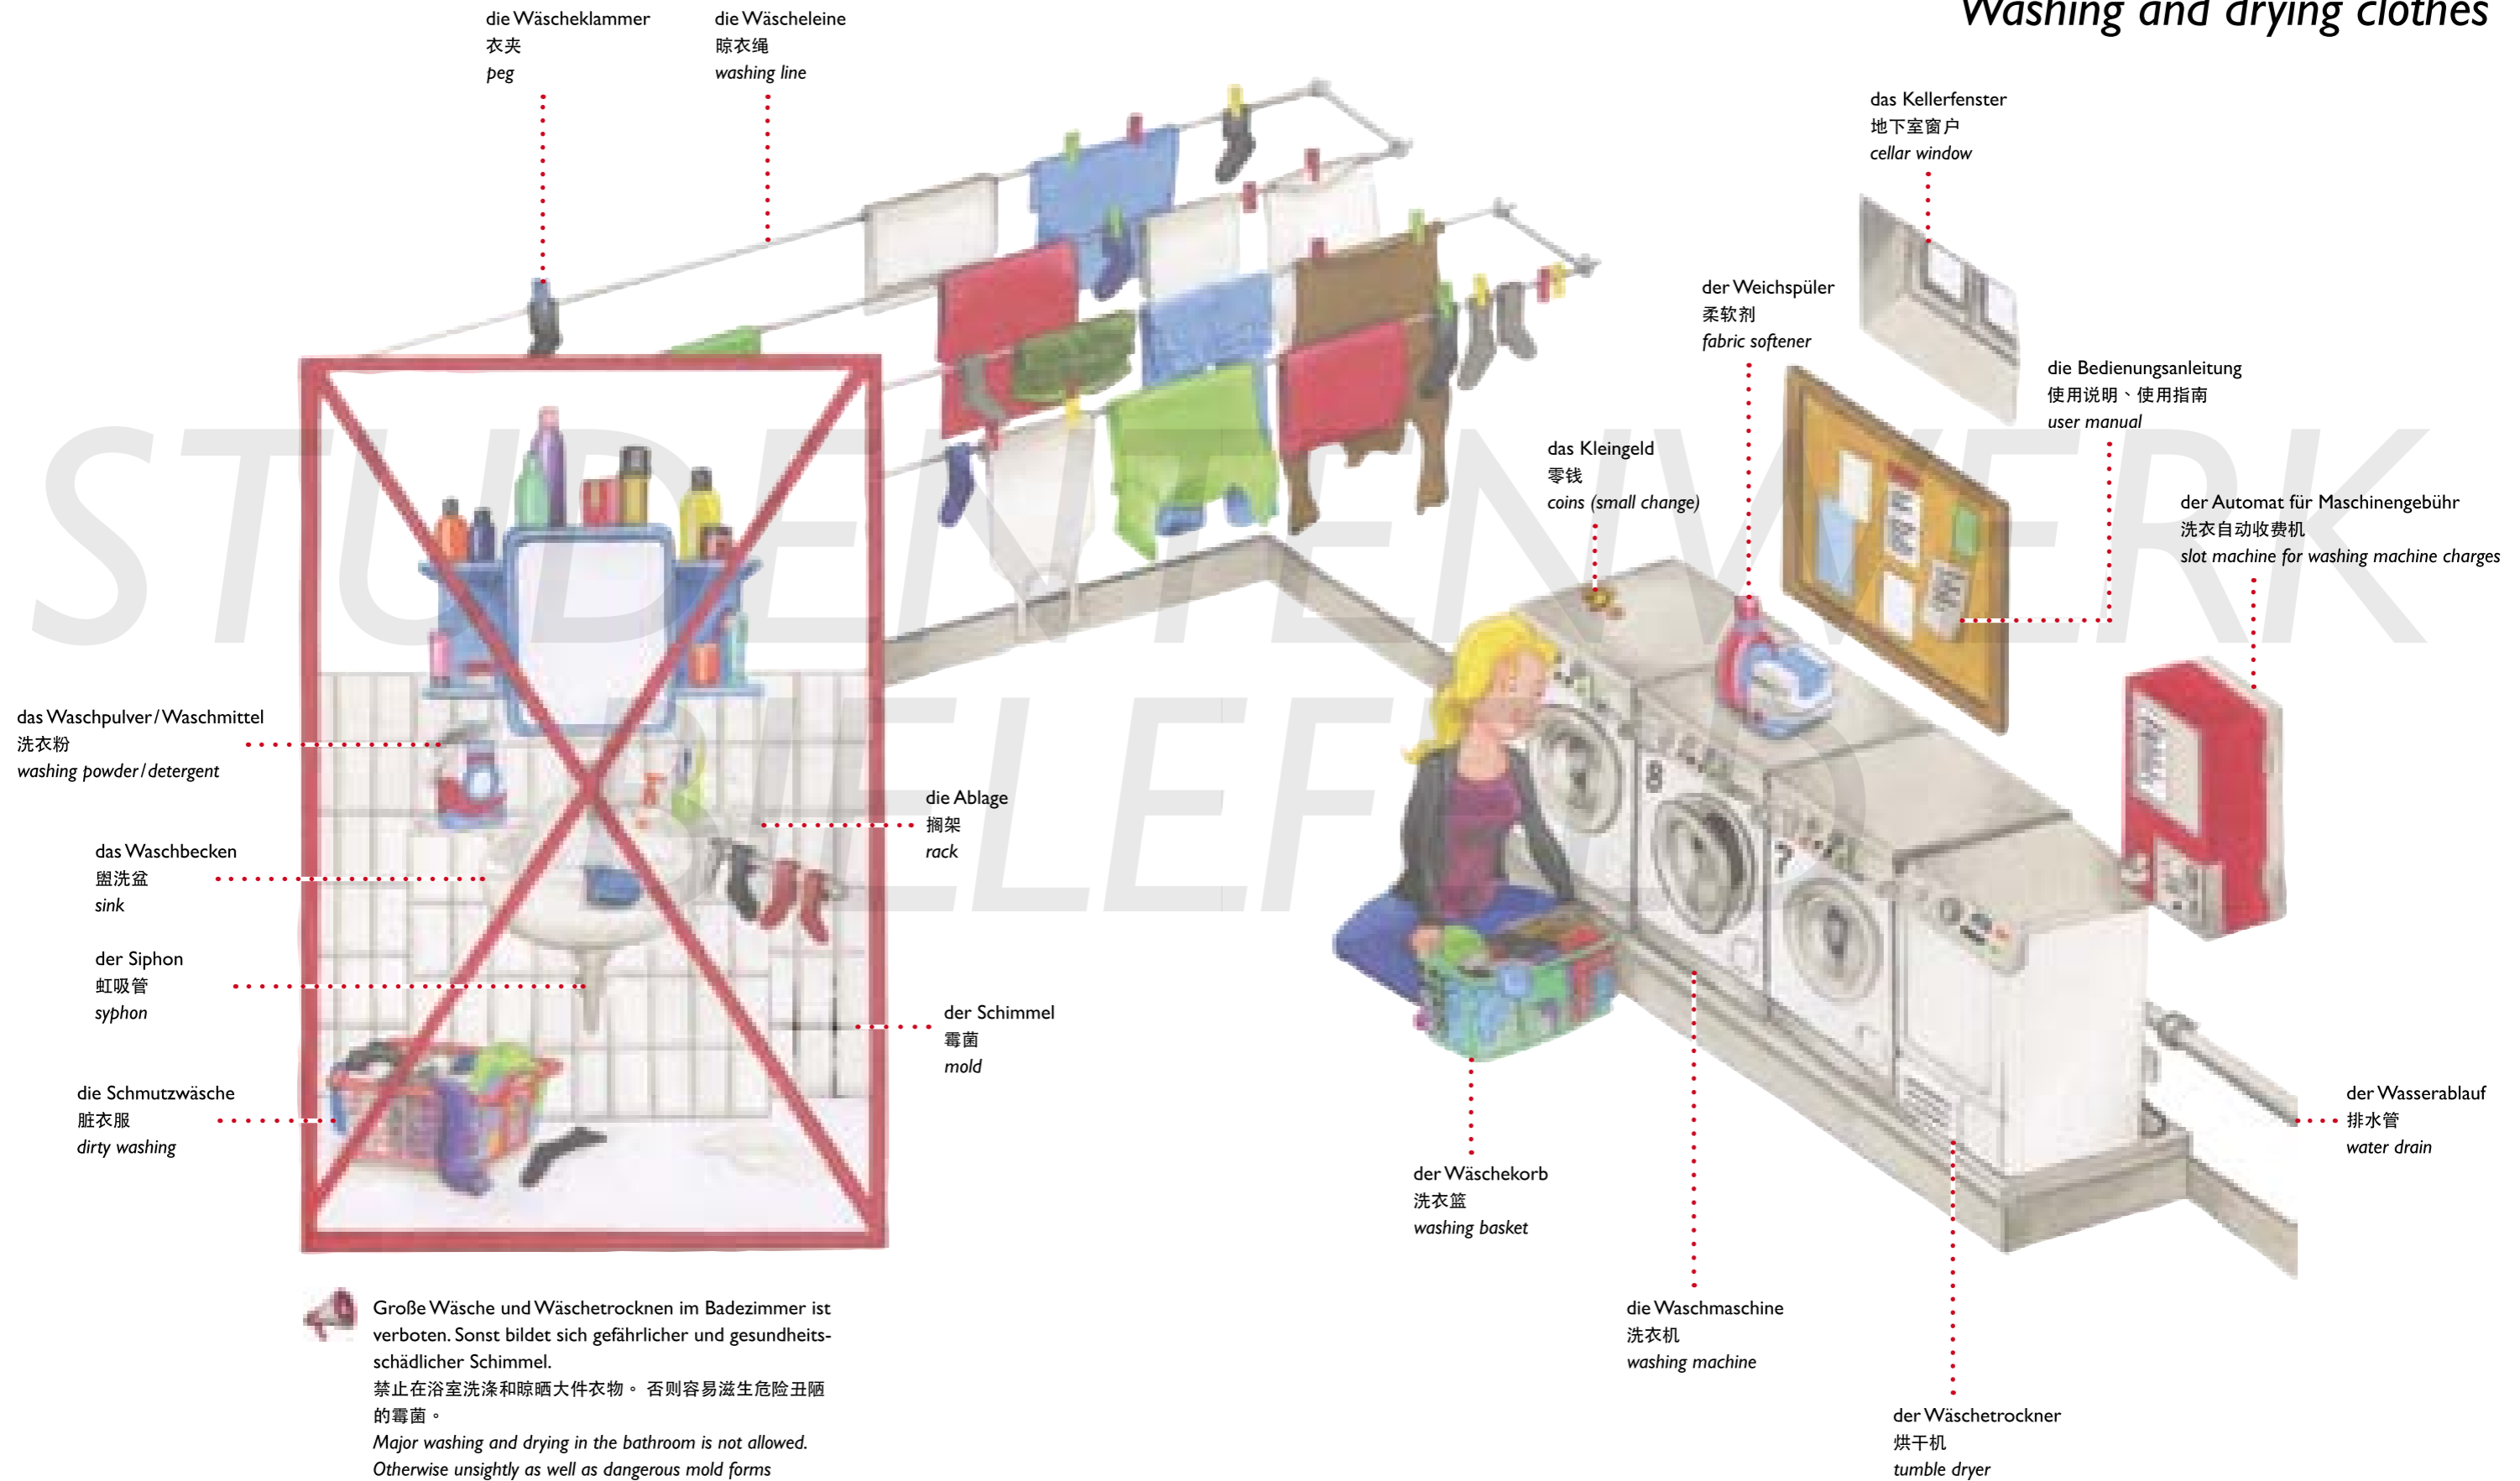 Washing and drying clothes
die Wäscheklammer
衣夹
peg
die Wäscheleine
晾衣绳
washing line
das Kellerfenster
地下室窗户
cellar window
der Weichspüler
柔软剂
fabric softener
die Bedienungsanleitung
使用说明、使用指南
user manual
das Kleingeld
零钱
coins (small change)
der Automat für Maschinengebühr
洗衣自动收费机
slot machine for washing machine charges
STUDENTENWERK
BIELEFELD
das Waschpulver/Waschmittel
洗衣粉
washing powder/detergent
die Ablage
搁架
rack
das Waschbecken
盥洗盆
sink
der Siphon
虹吸管
syphon
der Schimmel
霉菌
mold
die Schmutzwäsche
脏衣服
dirty washing
8
7
der Wasserablauf
排水管
water drain
der Wäschekorb
洗衣篮
washing basket
die Waschmaschine
洗衣机
washing machine
der Wäschetrockner
烘干机
tumble dryer
Große Wäsche und Wäschetrocknen im Badezimmer ist
verboten. Sonst bildet sich gefährlicher und gesundheits-
schädlicher Schimmel.
禁止在浴室洗涤和晾晒大件衣物。 否则容易滋生危险丑陋
的霉菌。
Major washing and drying in the bathroom is not allowed.
Otherwise unsightly as well as dangerous mold forms